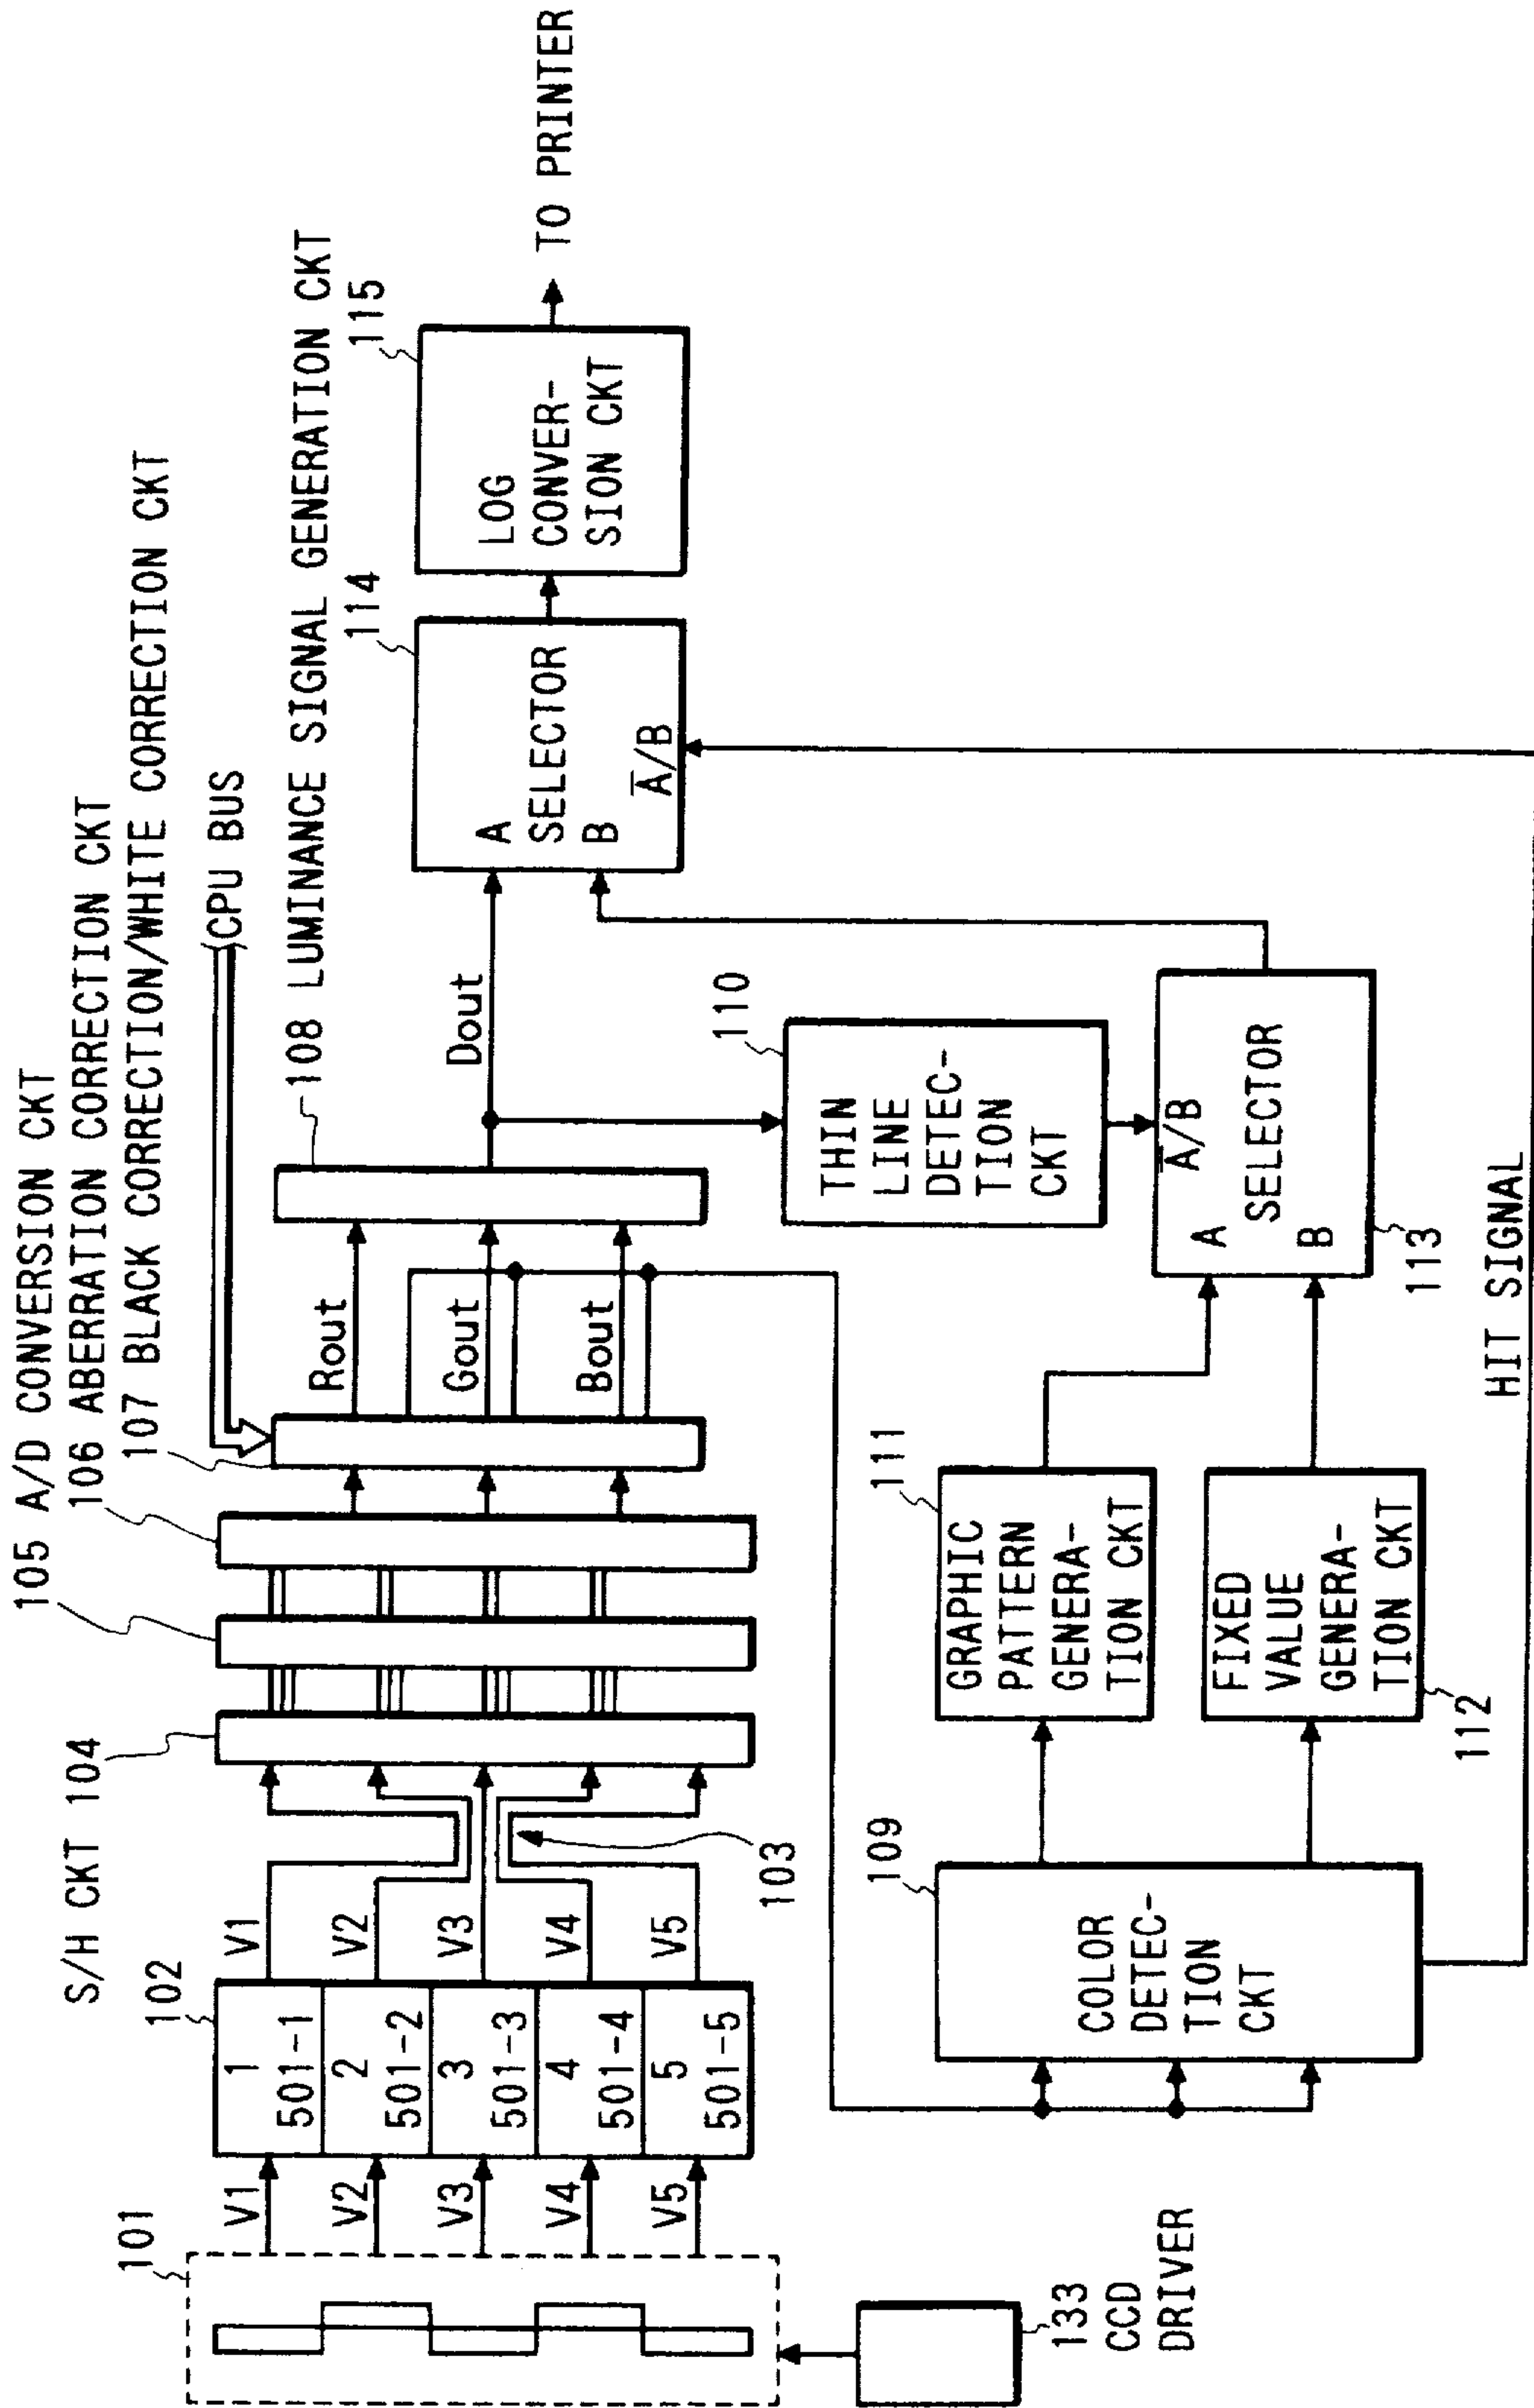 105 A/D CONVERSION CKT
106 ABERRATION CORRECTION CKT
107 BLACK CORRECTION/WHITE CORRECTION CKT
S/H CKT 104
CPU BUS
108 LUMINANCE SIGNAL GENERATION CKT
101
V1
V2
V3
V4
V5
133
CCD
DRIVER
102
1
501-1
2
501-2
3
501-3
4
501-4
5
501-5
V1
V2
V3
V4
V5
103
Rout
Gout
Bout
Dout
114
A
SELECTOR
B
A̅/B
115
LOG
CONVER-
SION CKT
TO PRINTER
110
THIN
LINE
DETEC-
TION
CKT
109
COLOR
DETEC-
TION
CKT
111
GRAPHIC
PATTERN
GENERA-
TION CKT
FIXED
VALUE
GENERA-
TION CKT
112
A̅/B
A
SELECTOR
B
113
HIT SIGNAL